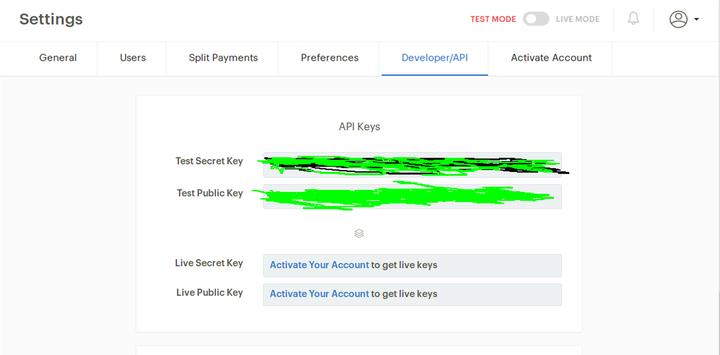 Settings
TEST MODE LIVE MODE
General Users Split Payments Preferences Developer/API Activate Account
API Keys
Test Secret Key
Test Public Key
Live Secret Key Activate Your Account to get live keys
Live Public Key Activate Your Account to get live keys